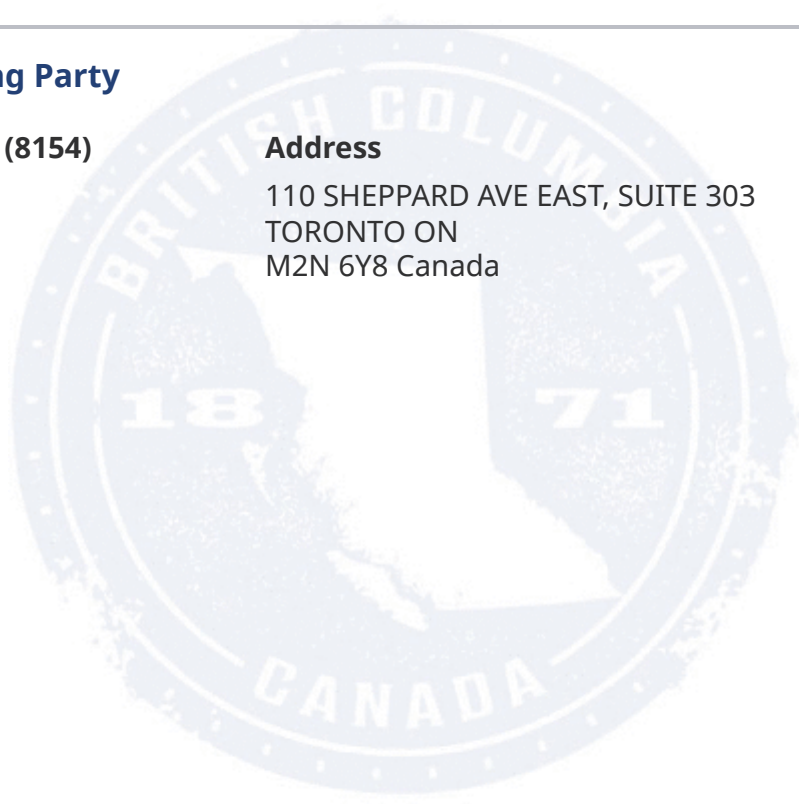 ng Party
(8154)
Address
110 SHEPPARD AVE EAST, SUITE 303
TORONTO ON
M2N 6Y8 Canada
BRITISH COLUMBIA
18 71
CANADA